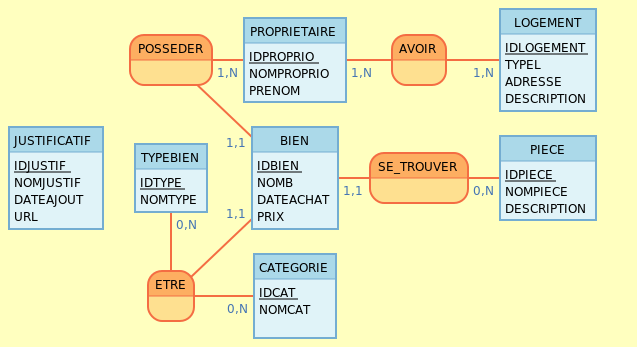 POSSEDER
1,N
PROPRIETAIRE
IDPROPRIO
NOMPROPRIO
PRENOM
1,N
AVOIR
1,N
LOGEMENT
IDLOGEMENT
TYPEL
ADRESSE
DESCRIPTION
JUSTIFICATIF
IDJUSTIF
NOMJUSTIF
DATEAJOUT
URL
TYPEBIEN
IDTYPE
NOMTYPE
0,N
1,1
1,1
BIEN
IDBIEN
NOMB
DATEACHAT
PRIX
1,1
SE_TROUVER
0,N
PIECE
IDPIECE
NOMPIECE
DESCRIPTION
ETRE
0,N
CATEGORIE
IDCAT
NOMCAT